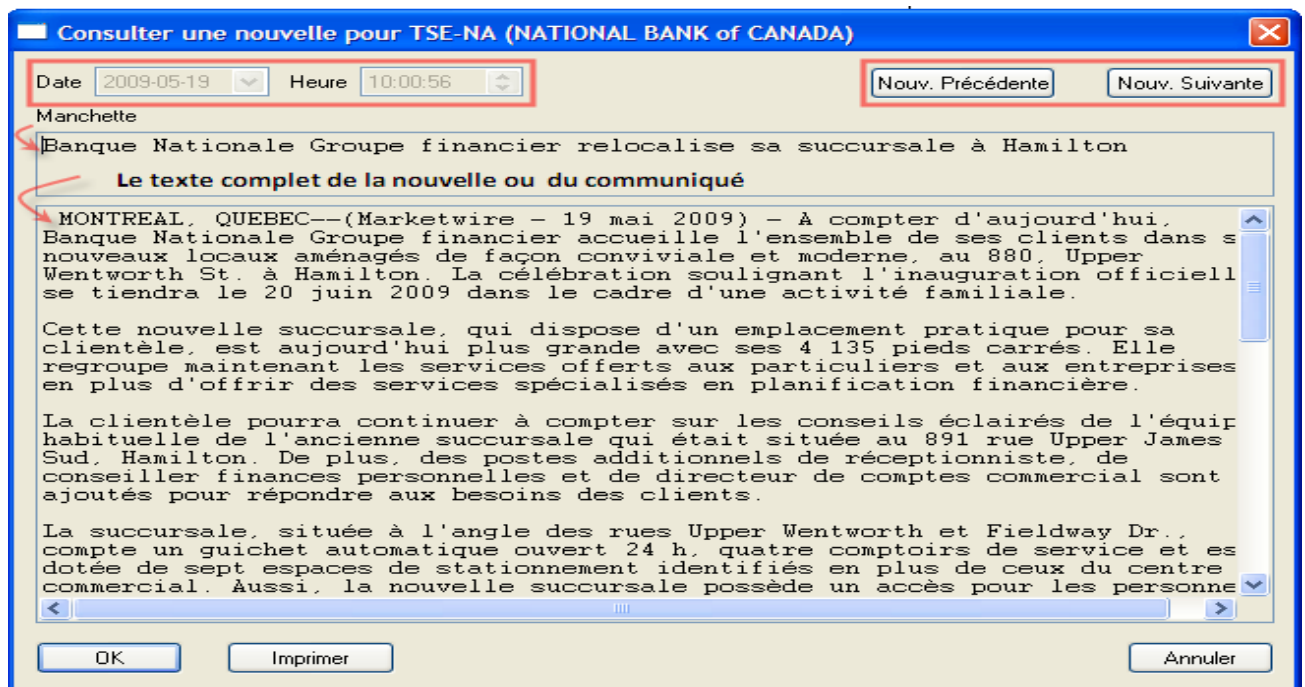 Consulter une nouvelle pour TSE-NA (NATIONAL BANK of CANADA)
Date 2009-05-19 Heure 10:00:56 Nouv. Précédente Nouv. Suivante
Manchette
Banque Nationale Groupe financier relocalise sa succursale à Hamilton
Le texte complet de la nouvelle ou du communiqué
MONTREAL, QUEBEC--(Marketwire - 19 mai 2009) - A compter d'aujourd'hui,
Banque Nationale Groupe financier accueille l'ensemble de ses clients dans s
nouveaux locaux aménagés de façon conviviale et moderne, au 880, Upper
Wentworth St. à Hamilton. La célébration soulignant l'inauguration officiell
se tiendra le 20 juin 2009 dans le cadre d'une activité familiale.
Cette nouvelle succursale, qui dispose d'un emplacement pratique pour sa
clientèle, est aujourd'hui plus grande avec ses 4 135 pieds carrés. Elle
regroupe maintenant les services offerts aux particuliers et aux entreprises
en plus d'offrir des services spécialisés en planification financière.
La clientèle pourra continuer à compter sur les conseils éclairés de l'équip
habituelle de l'ancienne succursale qui était située au 891 rue Upper James
Sud, Hamilton. De plus, des postes additionnels de réceptionniste, de
conseiller finances personnelles et de directeur de comptes commercial sont
ajoutés pour répondre aux besoins des clients.
La succursale, située à l'angle des rues Upper Wentworth et Fieldway Dr.,
compte un guichet automatique ouvert 24 h, quatre comptoirs de service et es
dotée de sept espaces de stationnement identifiés en plus de ceux du centre
commercial. Aussi, la nouvelle succursale possède un accès pour les personne
OK Imprimer Annuler